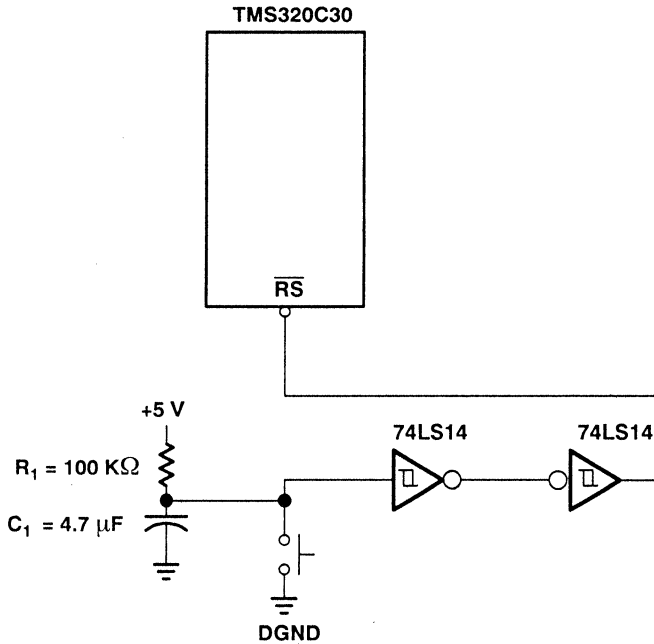 TMS320C30
RS
+5 V
R₁ = 100 KΩ
C₁ = 4.7 µF
74LS14
74LS14
DGND